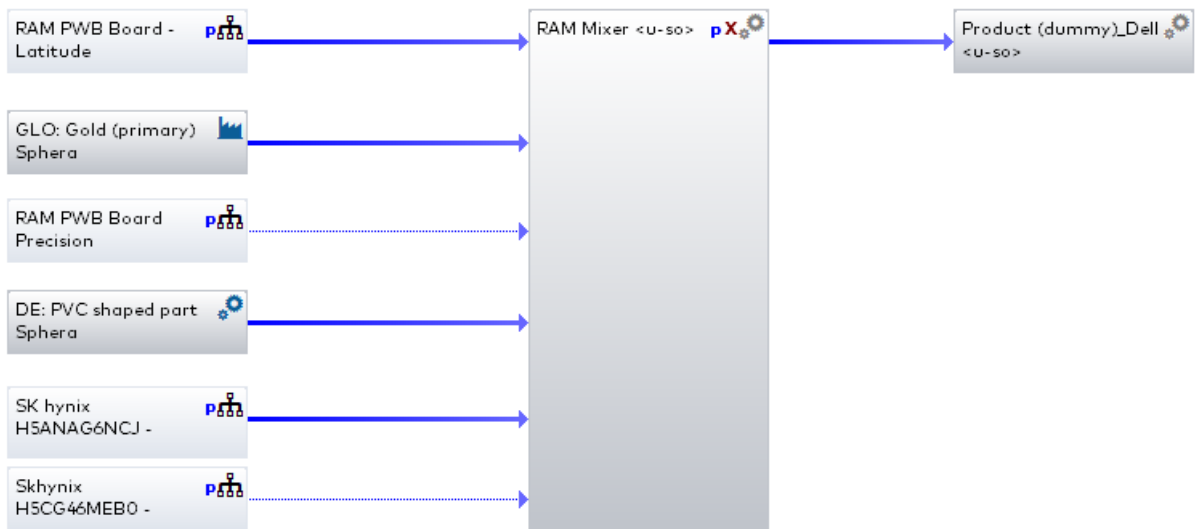 RAM PWB Board - p
Latitude
RAM Mixer <u-so> p X
Product (dummy)_Dell
<u-so>
GLO: Gold (primary)
Sphera
RAM PWB Board p
Precision
DE: PVC shaped part
Sphera
SK hynix p
H5ANAG6NCJ -
Skhynix p
H5CG46MEB0 -